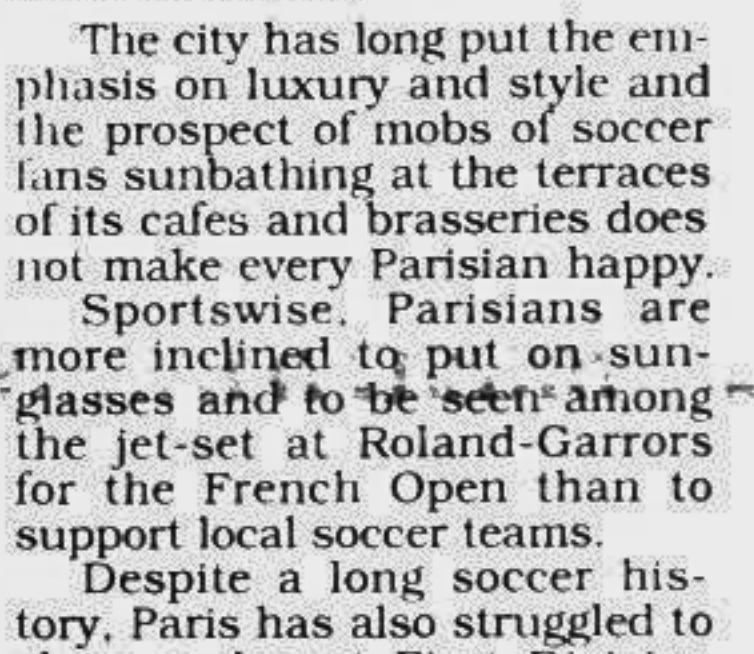 The city has long put the em-
phasis on luxury and style and
the prospect of mobs of soccer
fans sunbathing at the terraces
of its cafes and brasseries does
not make every Parisian happy.
Sportswise, Parisians are
more inclined to put on sun-
glasses and to be seen among
the jet-set at Roland-Garrors
for the French Open than to
support local soccer teams.
Despite a long soccer his-
tory, Paris has also struggled to